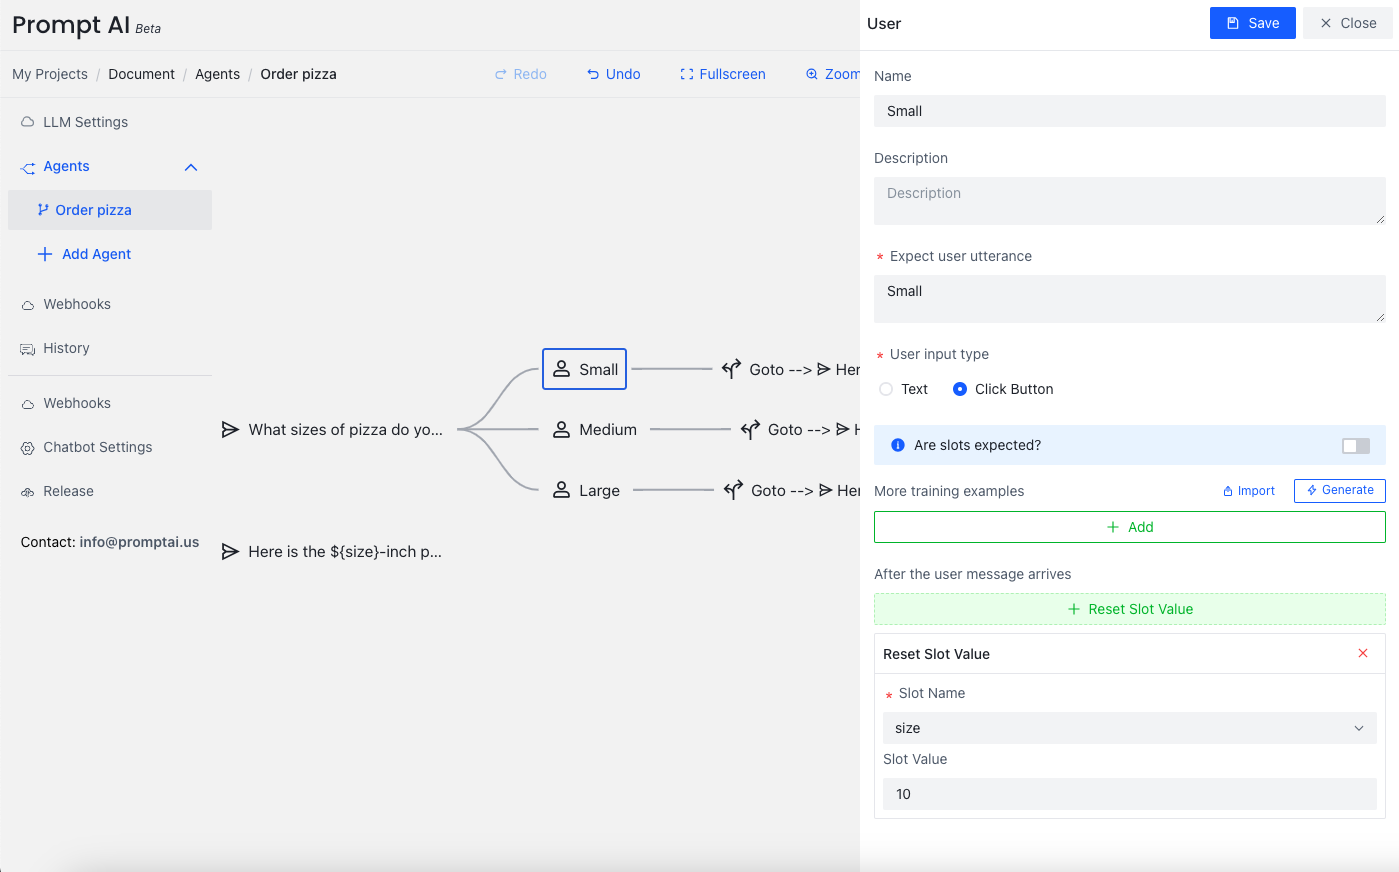 Prompt AI Beta
User
Save
Close
My Projects / Document / Agents / Order pizza
Redo
Undo
Fullscreen
Zoom
LLM Settings
Agents
Order pizza
Add Agent
Webhooks
History
Webhooks
Chatbot Settings
Release
Contact: info@promptai.us
What sizes of pizza do yo...
Small
Goto --> Her
Medium
Goto --> H
Large
Goto --> Her
Here is the ${size}-inch p...
Name
Small
Description
Description
* Expect user utterance
Small
* User input type
Text
Click Button
Are slots expected?
More training examples
Import
Generate
+ Add
After the user message arrives
+ Reset Slot Value
Reset Slot Value
* Slot Name
size
Slot Value
10